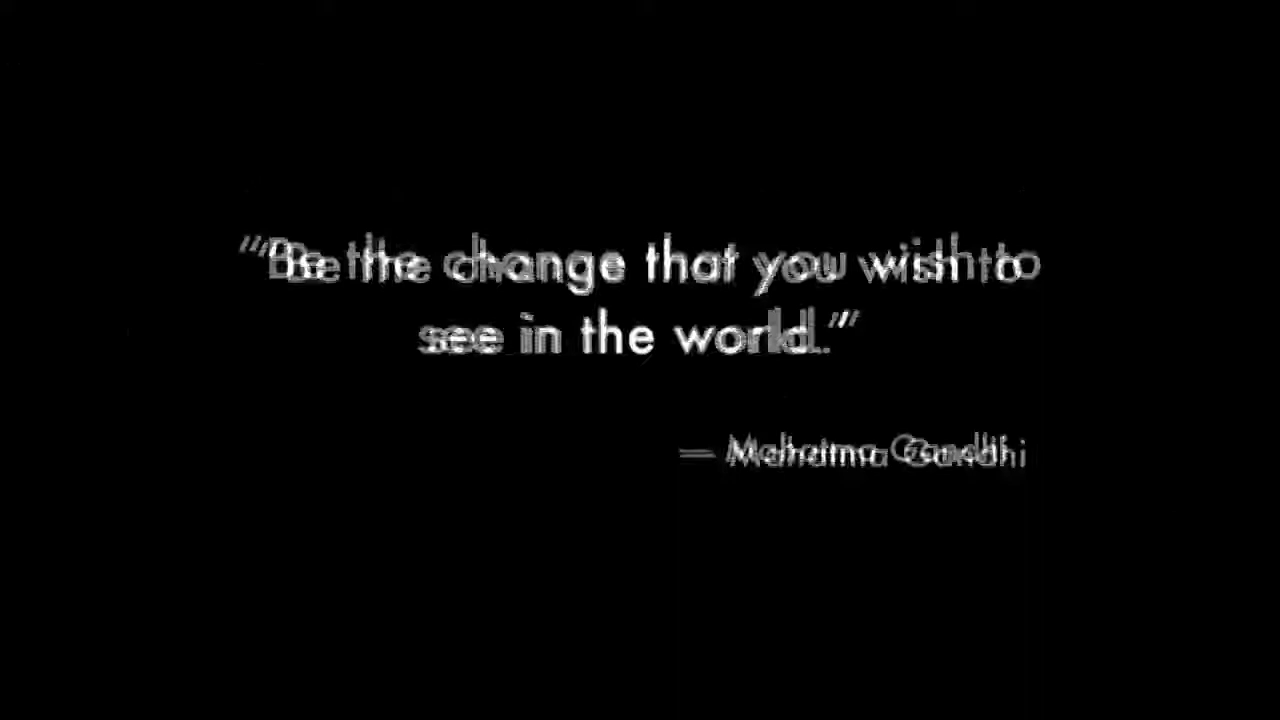 "Be the change that you wish to
see in the world."
— Mahatma Gandhi